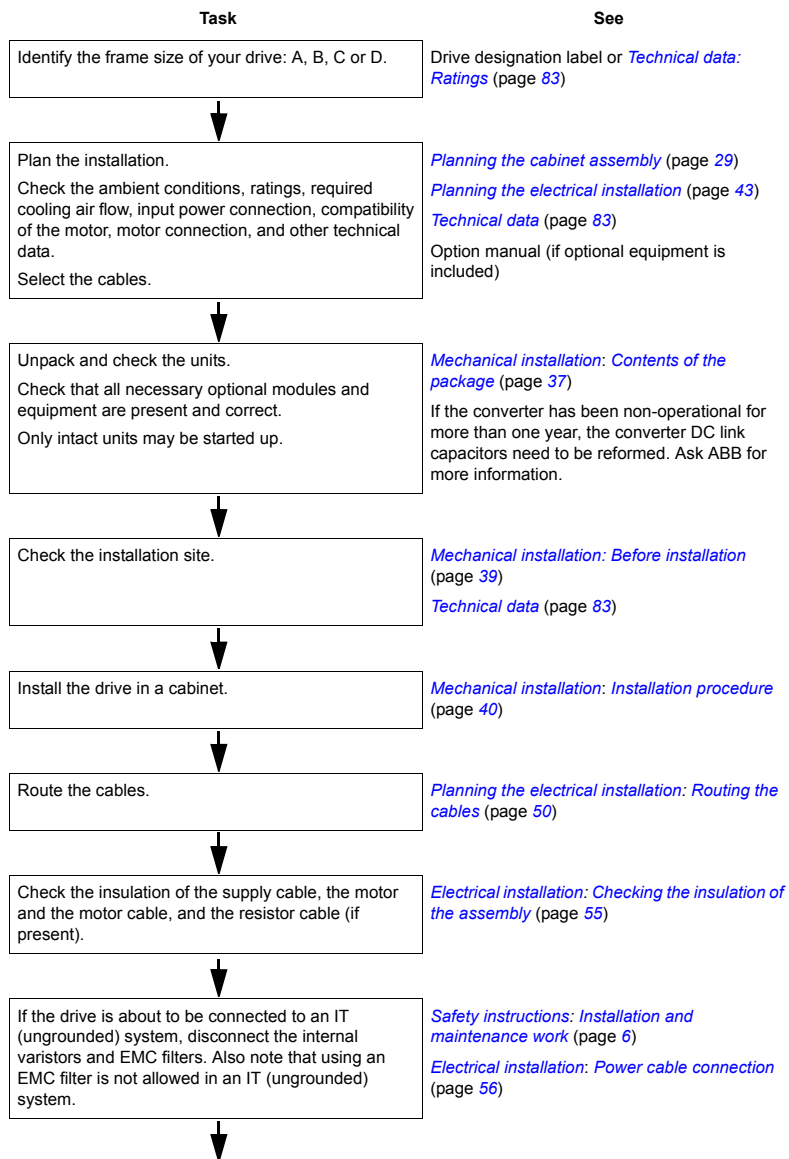 Task
See
Identify the frame size of your drive: A, B, C or D.
Drive designation label or Technical data:
Ratings (page 83)
Plan the installation.
Check the ambient conditions, ratings, required
cooling air flow, input power connection, compatibility
of the motor, motor connection, and other technical
data.
Select the cables.
Planning the cabinet assembly (page 29)
Planning the electrical installation (page 43)
Technical data (page 83)
Option manual (if optional equipment is
included)
Unpack and check the units.
Check that all necessary optional modules and
equipment are present and correct.
Only intact units may be started up.
Mechanical installation: Contents of the
package (page 37)
If the converter has been non-operational for
more than one year, the converter DC link
capacitors need to be reformed. Ask ABB for
more information.
Check the installation site.
Mechanical installation: Before installation
(page 39)
Technical data (page 83)
Install the drive in a cabinet.
Mechanical installation: Installation procedure
(page 40)
Route the cables.
Planning the electrical installation: Routing the
cables (page 50)
Check the insulation of the supply cable, the motor
and the motor cable, and the resistor cable (if
present).
Electrical installation: Checking the insulation of
the assembly (page 55)
If the drive is about to be connected to an IT
(ungrounded) system, disconnect the internal
varistors and EMC filters. Also note that using an
EMC filter is not allowed in an IT (ungrounded)
system.
Safety instructions: Installation and
maintenance work (page 6)
Electrical installation: Power cable connection
(page 56)